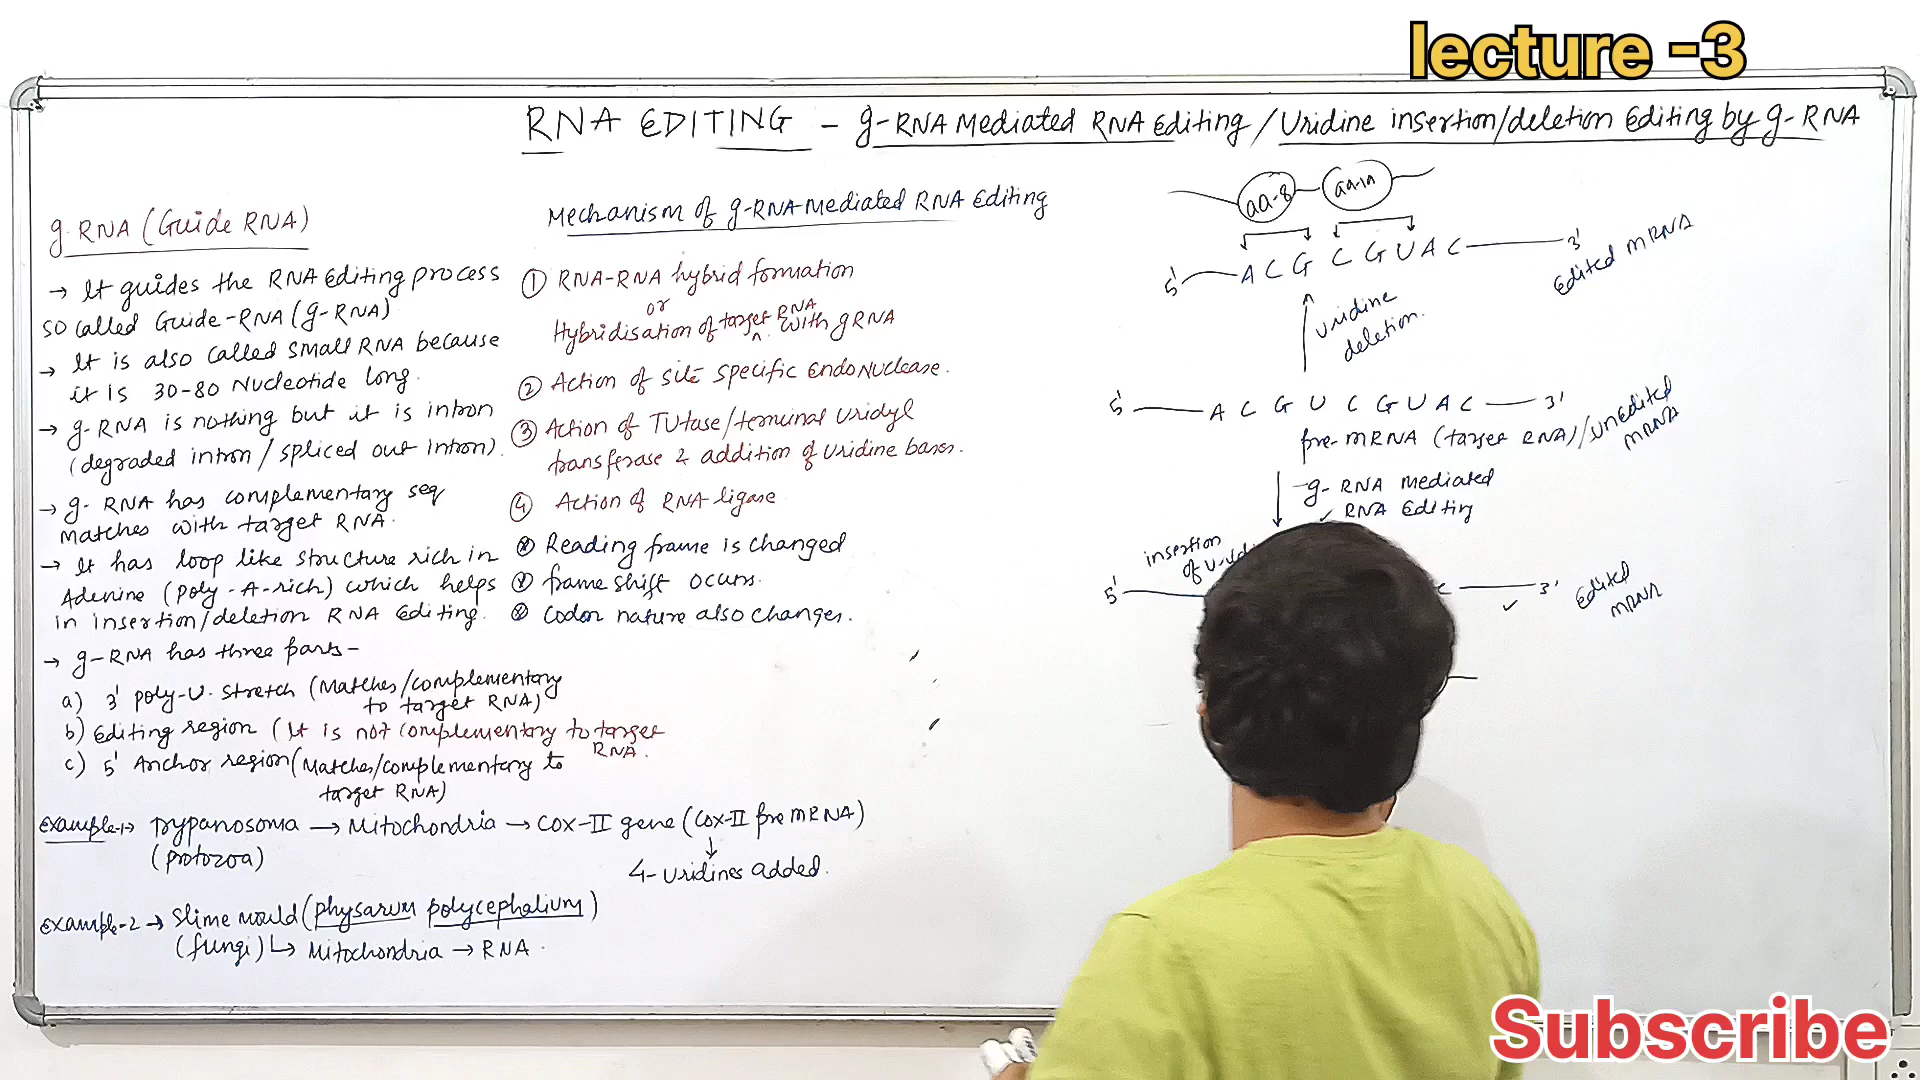 lecture -3
RNA EDITING - g-RNA Mediated RNA Editing / Uridine insertion/deletion Editing by g-RNA
g RNA (Guide RNA)
→ It guides the RNA Editing process
so called Guide-RNA (g-RNA)
→ It is also called small RNA because
it is 30-80 Nucleotide long.
→ g-RNA is nothing but it is intron
(degraded intron / spliced out intron).
→ g-RNA has complementary seq
Matches with target RNA.
→ It has loop like structure rich in
Adenine (poly-A-rich) which helps
in insertion/deletion RNA Editing.
→ g-RNA has three parts-
a) 3' poly-U. stretch (Matches/complementary
to target RNA)
b) Editing region (It is not complementary to target
RNA.
c) 5' Anchor region (Matches/complementary to
target RNA)
Example-1→ Trypanosoma → Mitochondria → COX-II gene (COX-II pre mRNA)
(protozoa)
↓
4-Uridines added.
Example-2 → Slime mould (physarum polycephalium)
(fungi) ↳ Mitochondria → RNA.
Mechanism of g-RNA-Mediated RNA Editing
① RNA-RNA hybrid formation
or
Hybridisation of target RNA with gRNA
② Action of site specific Endonuclease.
③ Action of TUtase/terminal Uridyl
transferase & addition of Uridine bases.
④ Action of RNA ligase
Reading frame is changed
frame shift occurs.
Codon nature also changes.
aa-8
5' A C G C G U A C 3'
Edited mRNA
Uridine
deletion.
5' A C G U C G U A C 3'
pre-mRNA (target RNA)/unedited
mRNA
↓ g-RNA mediated
RNA Editing
insertion
of
5' C 3' Edited
mRNA
Subscribe